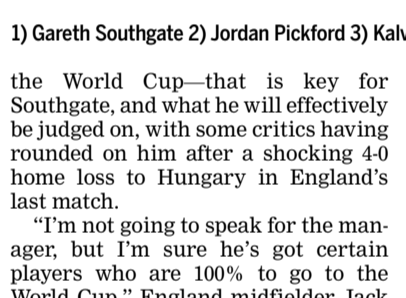 1) Gareth Southgate 2) Jordan Pickford 3) Kalv
the World Cup—that is key for
Southgate, and what he will effectively
be judged on, with some critics having
rounded on him after a shocking 4-0
home loss to Hungary in England’s
last match.
“I’m not going to speak for the man-
ager, but I’m sure he’s got certain
players who are 100% to go to the
World Cup,” England midfielder Jack